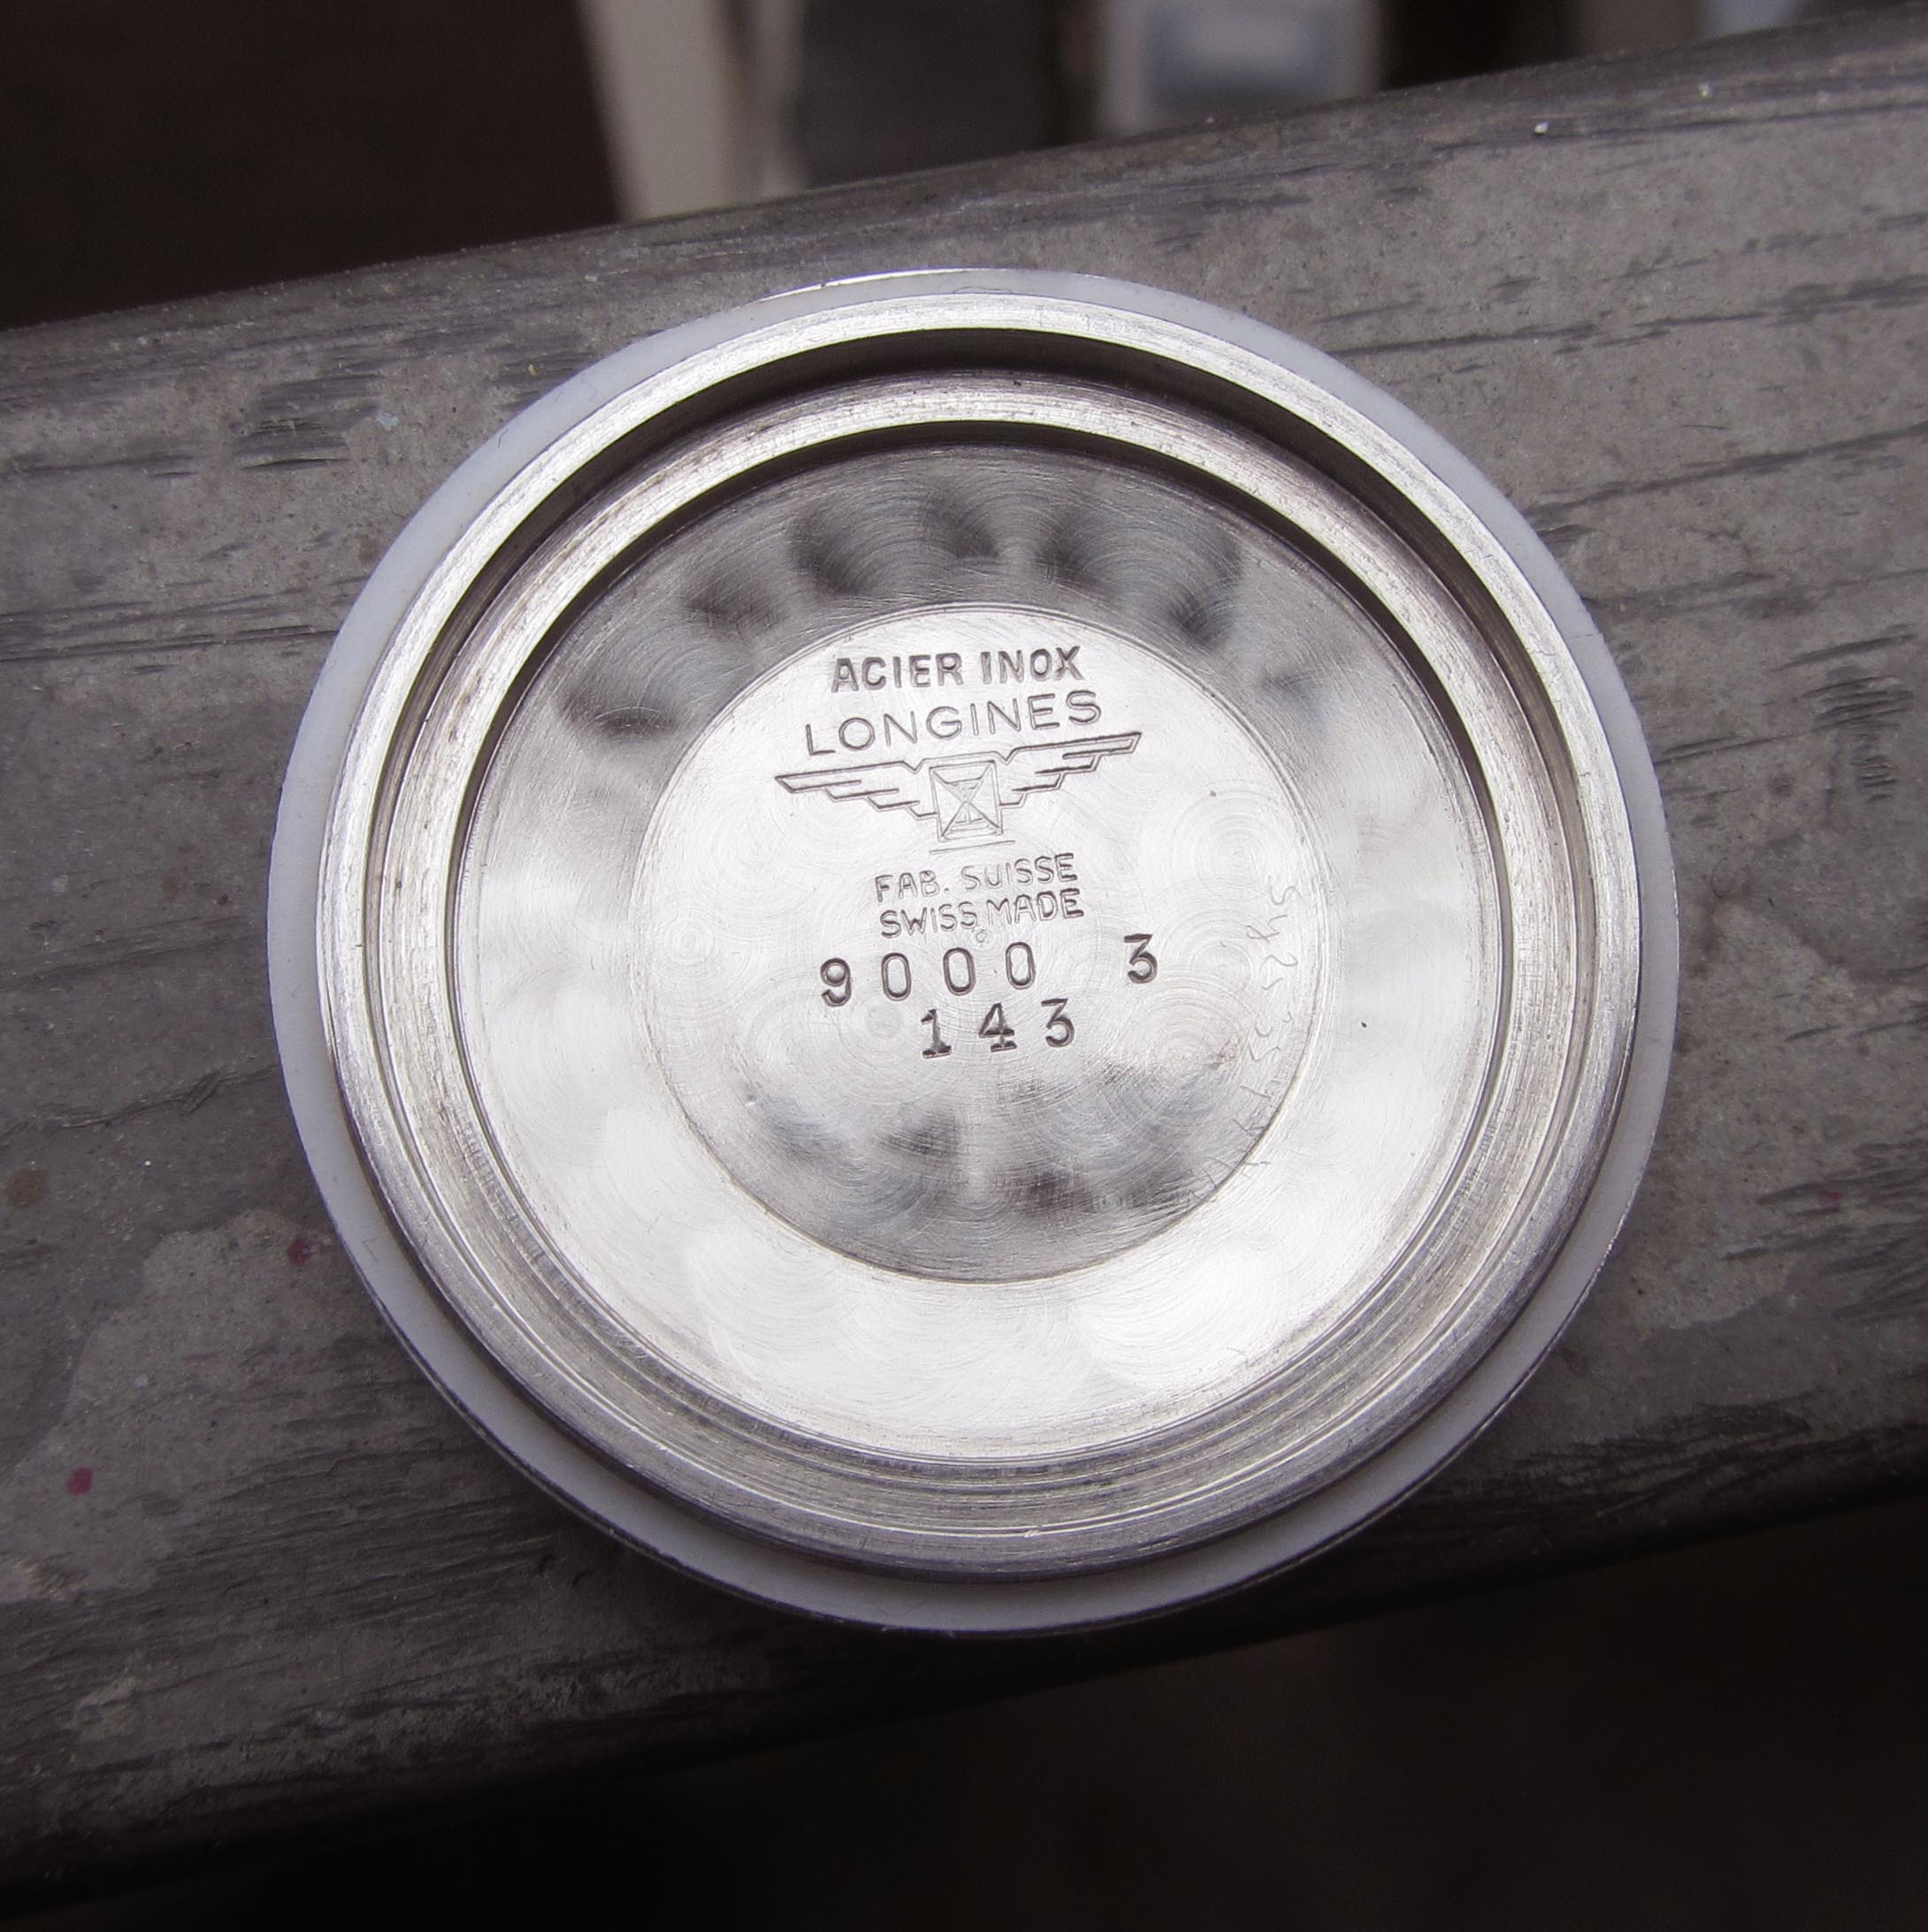 ACIER INOX
LONGINES
FAB. SUISSE
SWISS MADE
9000 3
143